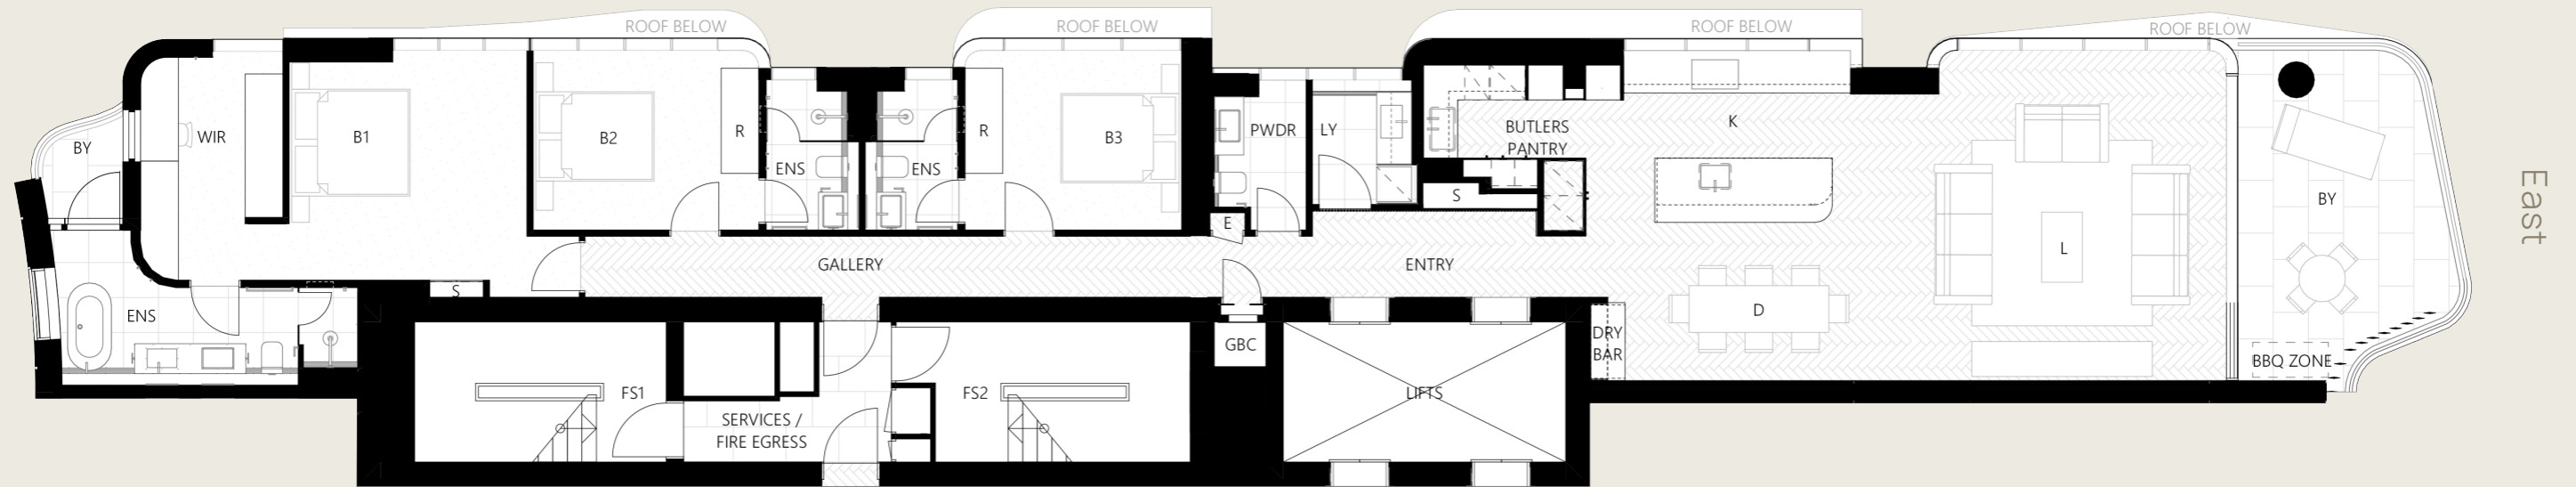 ROOF BELOW
ROOF BELOW
ROOF BELOW
ROOF BELOW
BY
WIR
B1
B2
R
ENS
ENS
R
B3
PWDR
LY
BUTLERS
PANTRY
K
S
E
BY
East
GALLERY
ENTRY
L
S
ENS
D
GBC
DRY
BAR
BBQ ZONE
FS1
SERVICES /
FIRE EGRESS
FS2
LIFTS